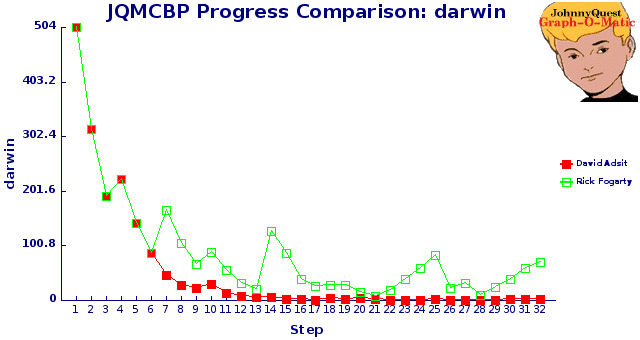 JQMCBP Progress Comparison: darwin
JohnnyQuest
Graph-O-Matic
504
403.2
302.4
201.6
100.8
0
darwin
David Adsit
Rick Fogarty
1 2 3 4 5 6 7 8 9 10 11 12 13 14 15 16 17 18 19 20 21 22 23 24 25 26 27 28 29 30 31 32
Step